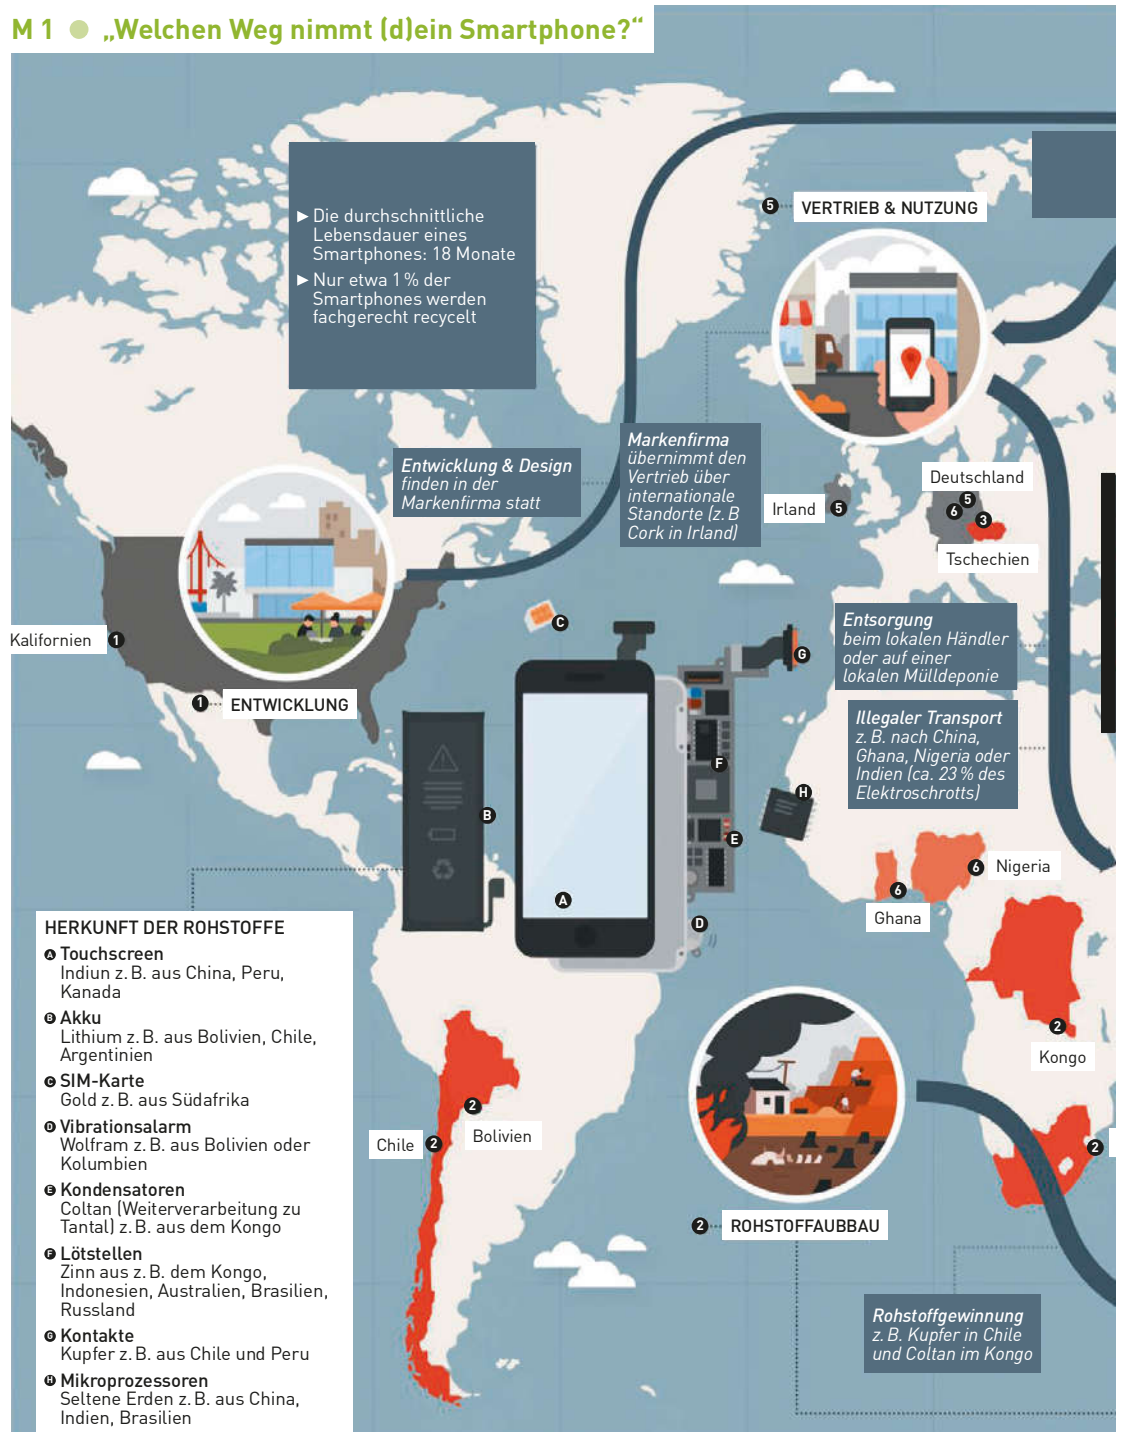 M 1 ● „Welchen Weg nimmt (d)ein Smartphone?“
► Die durchschnittliche
Lebensdauer eines
Smartphones: 18 Monate
► Nur etwa 1 % der
Smartphones werden
fachgerecht recycelt
5 VERTRIEB & NUTZUNG
Entwicklung & Design
finden in der
Markenfirma statt
Markenfirma
übernimmt den
Vertrieb über
internationale
Standorte (z. B
Cork in Irland)
Irland 5
Deutschland
5
6
3
Tschechien
Kalifornien 1
1 ENTWICKLUNG
Entsorgung
beim lokalen Händler
oder auf einer
lokalen Mülldeponie
Illegaler Transport
z. B. nach China,
Ghana, Nigeria oder
Indien (ca. 23 % des
Elektroschrotts)
C
G
F
H
B
E
A
D
6 Nigeria
6
Ghana
2
Kongo
2
2
Bolivien
Chile 2
2 ROHSTOFFAUBBAU
Rohstoffgewinnung
z. B. Kupfer in Chile
und Coltan im Kongo
HERKUNFT DER ROHSTOFFE
A Touchscreen
Indiun z. B. aus China, Peru,
Kanada
B Akku
Lithium z. B. aus Bolivien, Chile,
Argentinien
C SIM-Karte
Gold z. B. aus Südafrika
D Vibrationsalarm
Wolfram z. B. aus Bolivien oder
Kolumbien
E Kondensatoren
Coltan (Weiterverarbeitung zu
Tantal) z. B. aus dem Kongo
F Lötstellen
Zinn aus z. B. dem Kongo,
Indonesien, Australien, Brasilien,
Russland
G Kontakte
Kupfer z. B. aus Chile und Peru
H Mikroprozessoren
Seltene Erden z. B. aus China,
Indien, Brasilien